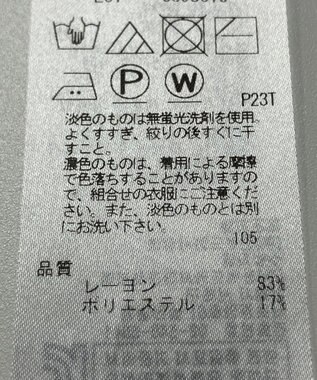 P
W
P23T
淡色のものは無蛍光洗剤を使用。
よくすすぎ、絞りの後すぐに干
すこと。
濃色のものは、着用による摩擦
で色落ちすることがありますの
で、組合せの衣服にご注意くだ
さい。また、淡色のものとは別
にお洗い下さい。
105
品質
レーヨン 83%
ポリエステル 17%